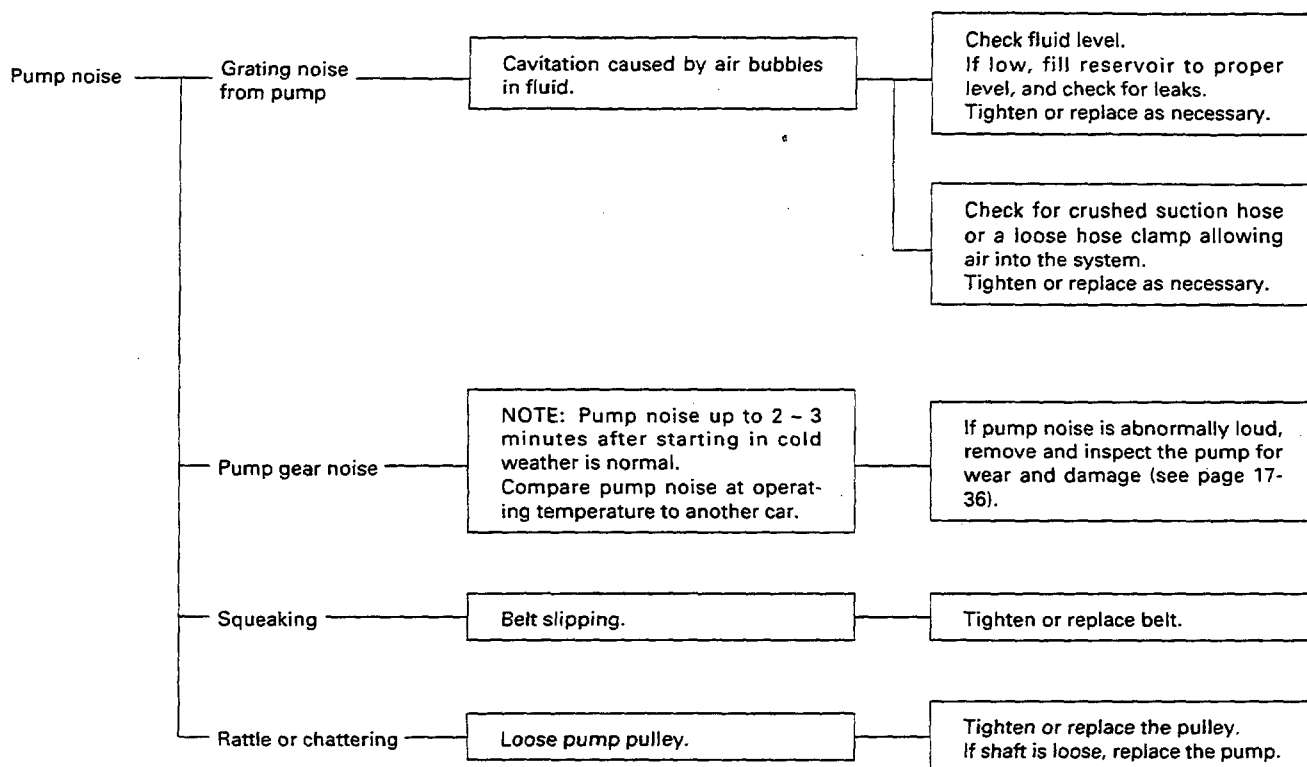 Pump noise
Grating noise
from pump
Cavitation caused by air bubbles
in fluid.
Check fluid level.
If low, fill reservoir to proper
level, and check for leaks.
Tighten or replace as necessary.
Check for crushed suction hose
or a loose hose clamp allowing
air into the system.
Tighten or replace as necessary.
Pump gear noise
NOTE: Pump noise up to 2 ~ 3
minutes after starting in cold
weather is normal.
Compare pump noise at operat-
ing temperature to another car.
If pump noise is abnormally loud,
remove and inspect the pump for
wear and damage (see page 17-
36).
Squeaking
Belt slipping.
Tighten or replace belt.
Rattle or chattering
Loose pump pulley.
Tighten or replace the pulley.
If shaft is loose, replace the pump.